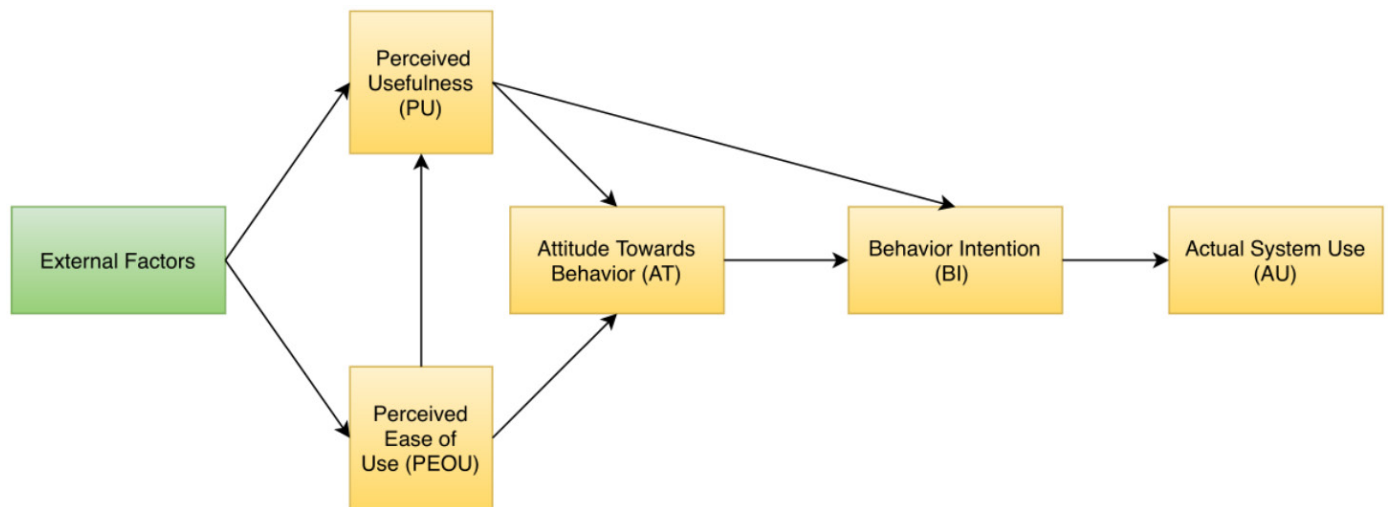 Perceived
Usefulness
(PU)
External Factors
Attitude Towards
Behavior (AT)
Behavior Intention
(BI)
Actual System Use
(AU)
Perceived
Ease of
Use (PEOU)